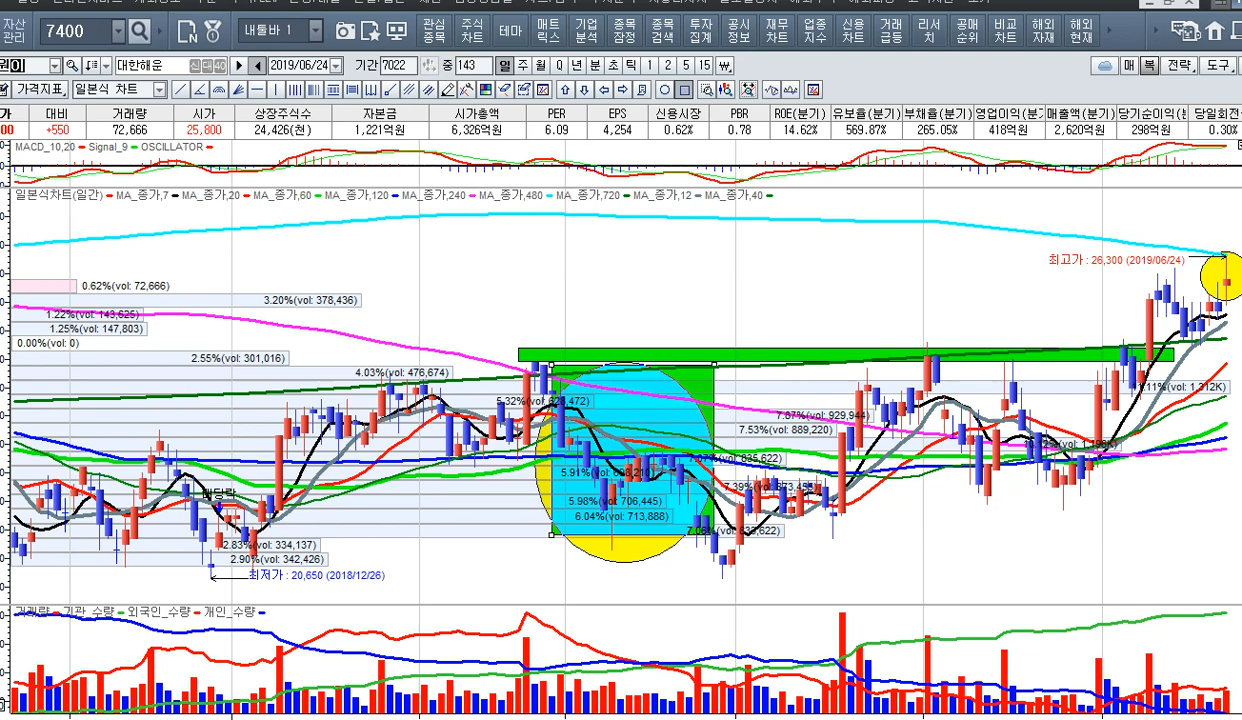 자산 관리 7400 내툴바 1 관심 종목 주식 차트 테마 매트 릭스 기업 분석 종목 잠정 종목 검색 투자 집계 공시 정보 재무 차트 업종 지수 신용 차트 거래 급등 리서 치 공매 순위 비교 차트 해외 자재 해외 현재
대한해운 신 대 40 2019/06/24 기간 7022 중 143 일 주 월 Q 년 분 초 틱 1 2 5 15 매 복 전략 도구
가격지표 일본식 차트
가 대비 거래량 시가 상장주식수 자본금 시가총액 PER EPS 신용시장 PBR ROE(분기) 유보율(분기) 부채율(분기) 영업이익(분기 매출액(분기) 당기순이익(분 당일회전
00 +550 72,666 25,800 24,426(천) 1,221억원 6,326억원 6.09 4,254 0.62% 0.78 14.62% 569.87% 265.05% 418억원 2,620억원 298억원 0.30%
MACD_10,20 Signal_9 OSCILLATOR
일본식차트(일간) MA_종가,7 MA_종가,20 MA_종가,60 MA_종가,120 MA_종가,240 MA_종가,480 MA_종가,720 MA_종가,12 MA_종가,40
최고가 : 26,300 (2019/06/24)
0.62%(vol: 72,666)
3.20%(vol: 378,436)
1.22%(vol: 143,625)
1.25%(vol: 147,803)
0.00%(vol: 0)
2.55%(vol: 301,016)
4.03%(vol: 476,674)
5.32%(vol: 628,472)
7.87%(vol: 929,944)
7.53%(vol: 889,220)
5.91%(vol:
5.98%(vol: 706,445)
6.04%(vol: 713,888)
2.83%(vol: 334,137)
2.90%(vol: 342,426)
최저가 : 20,650 (2018/12/26)
거래량 기관_수량 외국인_수량 개인_수량